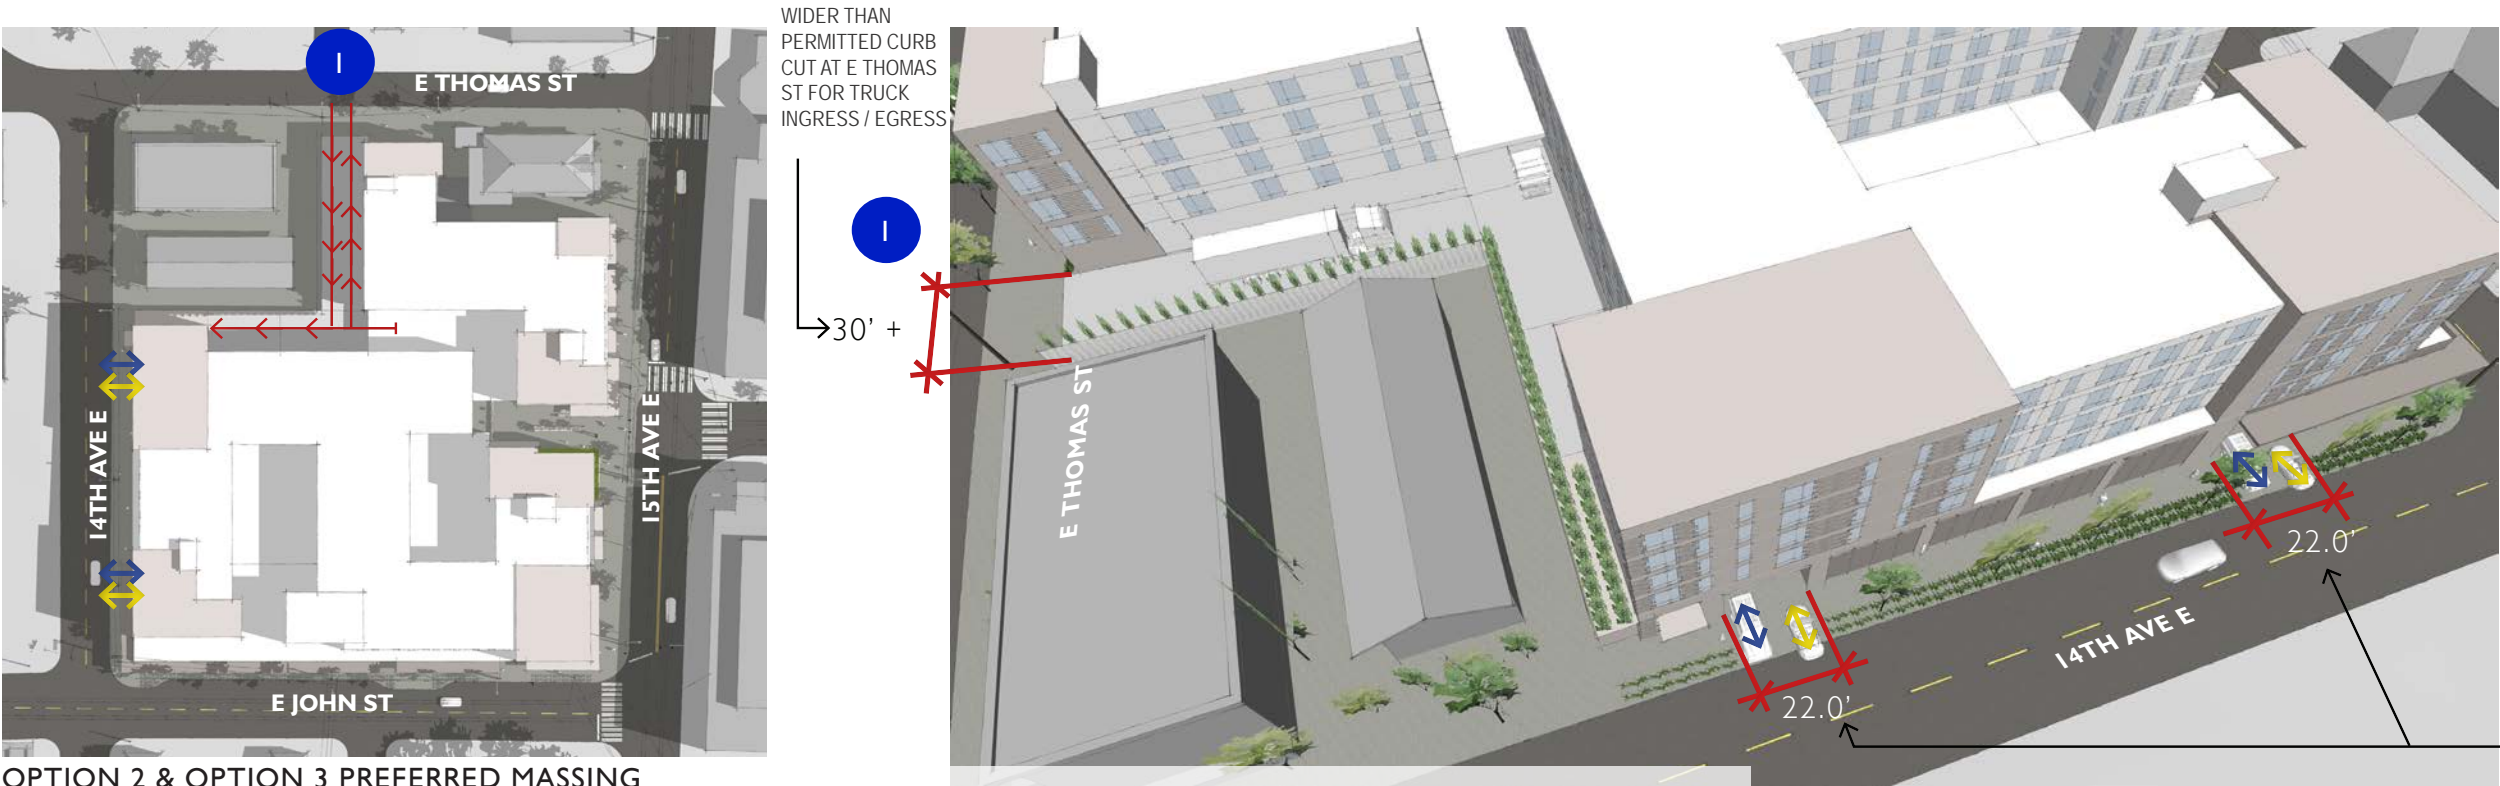 I
E THOMAS ST
14TH AVE E
15TH AVE E
E JOHN ST
OPTION 2 & OPTION 3 PREFERRED MASSING
WIDER THAN
PERMITTED CURB
CUT AT E THOMAS
ST FOR TRUCK
INGRESS / EGRESS
I
30' +
E THOMAS ST
22.0'
22.0'
14TH AVE E